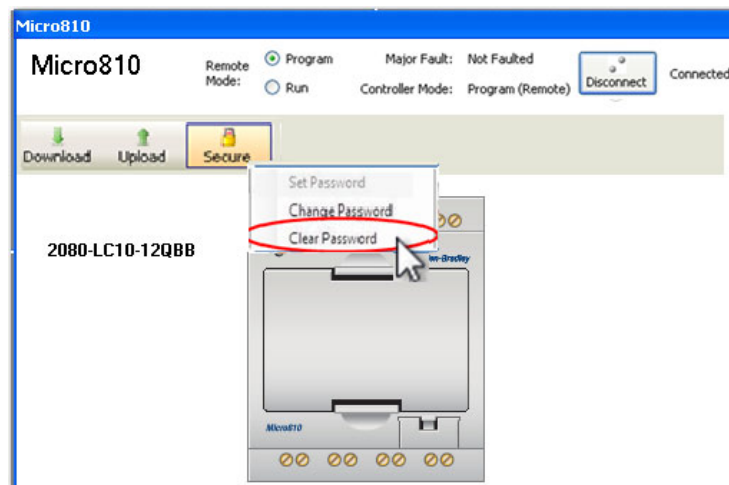 Micro810
Micro810
Remote Mode:
Program
Run
Major Fault: Not Faulted
Controller Mode: Program (Remote)
Disconnect
Connected
Download
Upload
Secure
Set Password
Change Password
Clear Password
2080-LC10-12QBB
Micro810